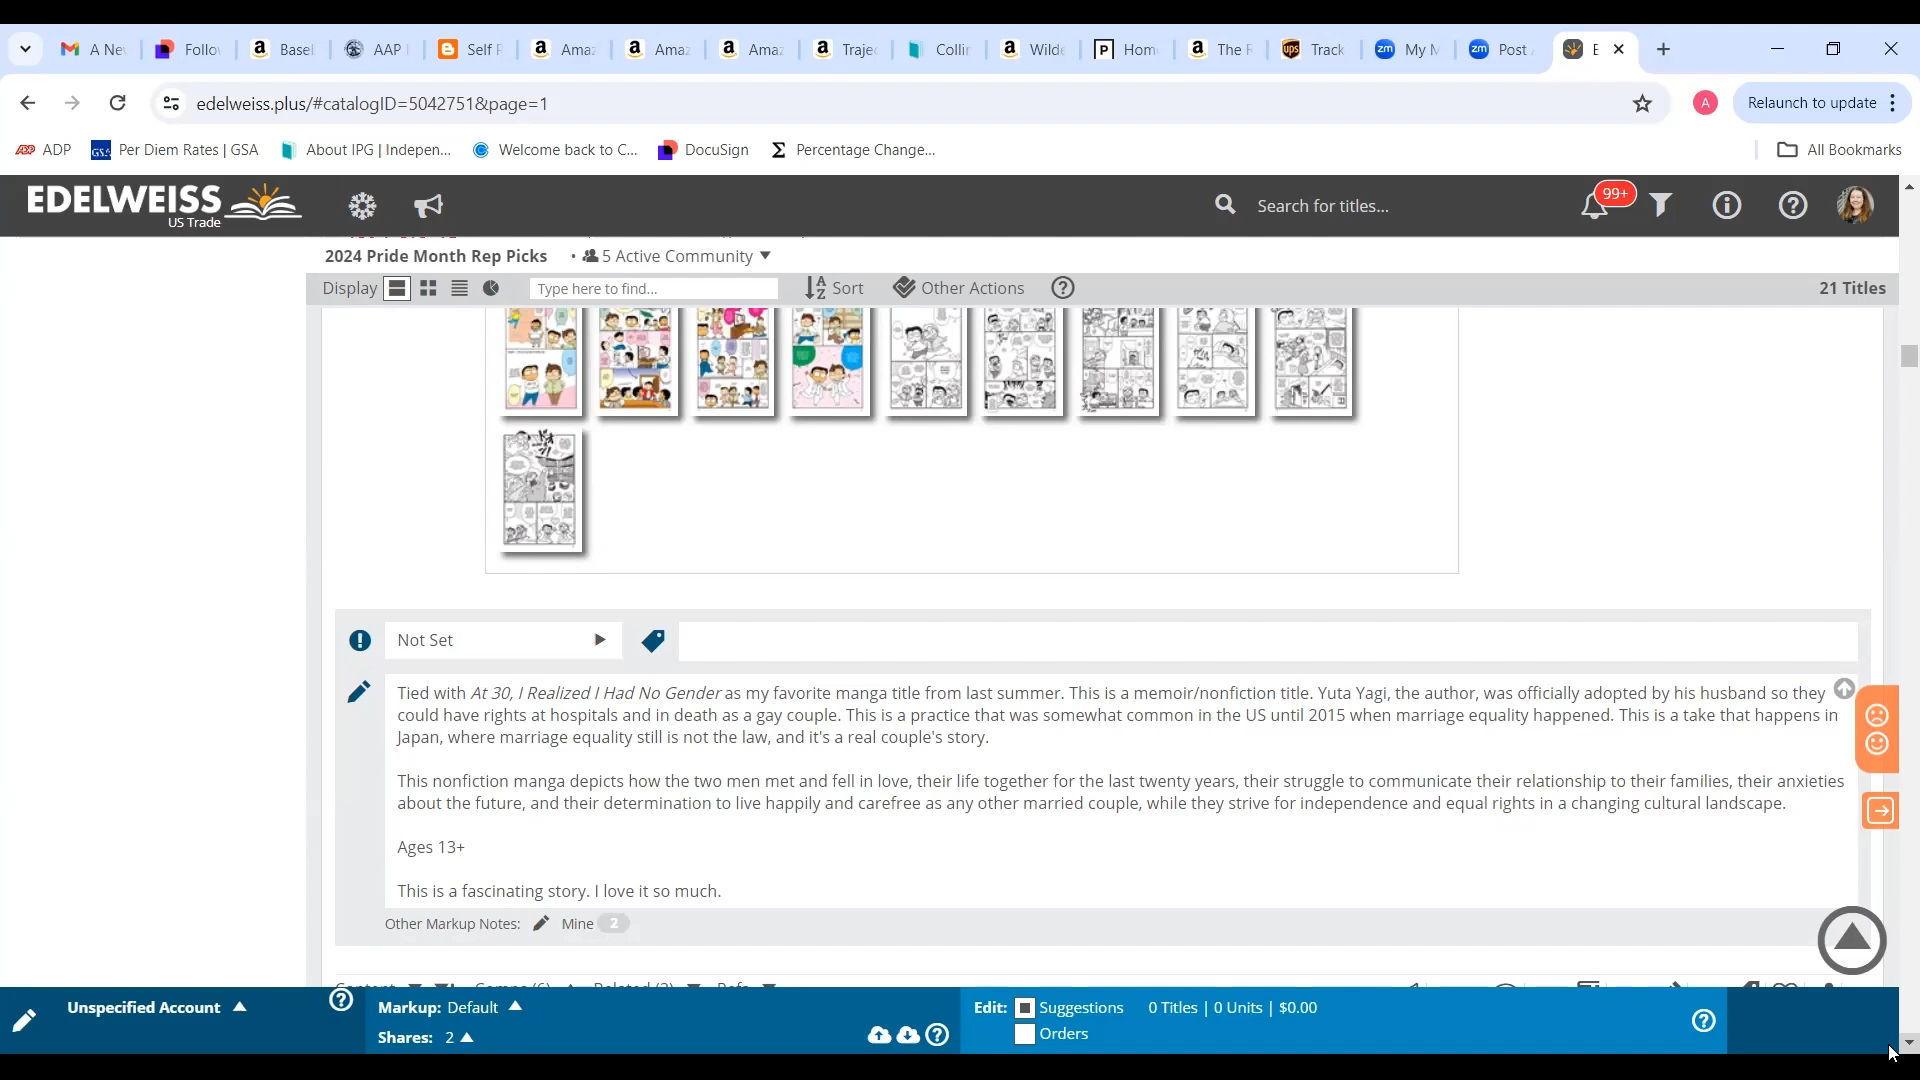 A Ne
Follo
Basel
AAP
Self F
Amaz
Amaz
Amaz
Traje
Collin
Wilde
Hom
The F
Track
My M
Post
E
edelweiss.plus/#catalogID=5042751&page=1
A
Relaunch to update
ADP
Per Diem Rates | GSA
About IPG | Indepen...
Welcome back to C...
DocuSign
Percentage Change...
All Bookmarks
EDELWEISS
US Trade
Search for titles...
99+
2024 Pride Month Rep Picks
• 5 Active Community
Display
Type here to find...
Sort
Other Actions
21 Titles
Not Set
Tied with At 30, I Realized I Had No Gender as my favorite manga title from last summer. This is a memoir/nonfiction title. Yuta Yagi, the author, was officially adopted by his husband so they
could have rights at hospitals and in death as a gay couple. This is a practice that was somewhat common in the US until 2015 when marriage equality happened. This is a take that happens in
Japan, where marriage equality still is not the law, and it's a real couple's story.
This nonfiction manga depicts how the two men met and fell in love, their life together for the last twenty years, their struggle to communicate their relationship to their families, their anxieties
about the future, and their determination to live happily and carefree as any other married couple, while they strive for independence and equal rights in a changing cultural landscape.
Ages 13+
This is a fascinating story. I love it so much.
Other Markup Notes: Mine 2
Unspecified Account
Markup: Default
Shares: 2
Edit: Suggestions 0 Titles | 0 Units | $0.00
Orders